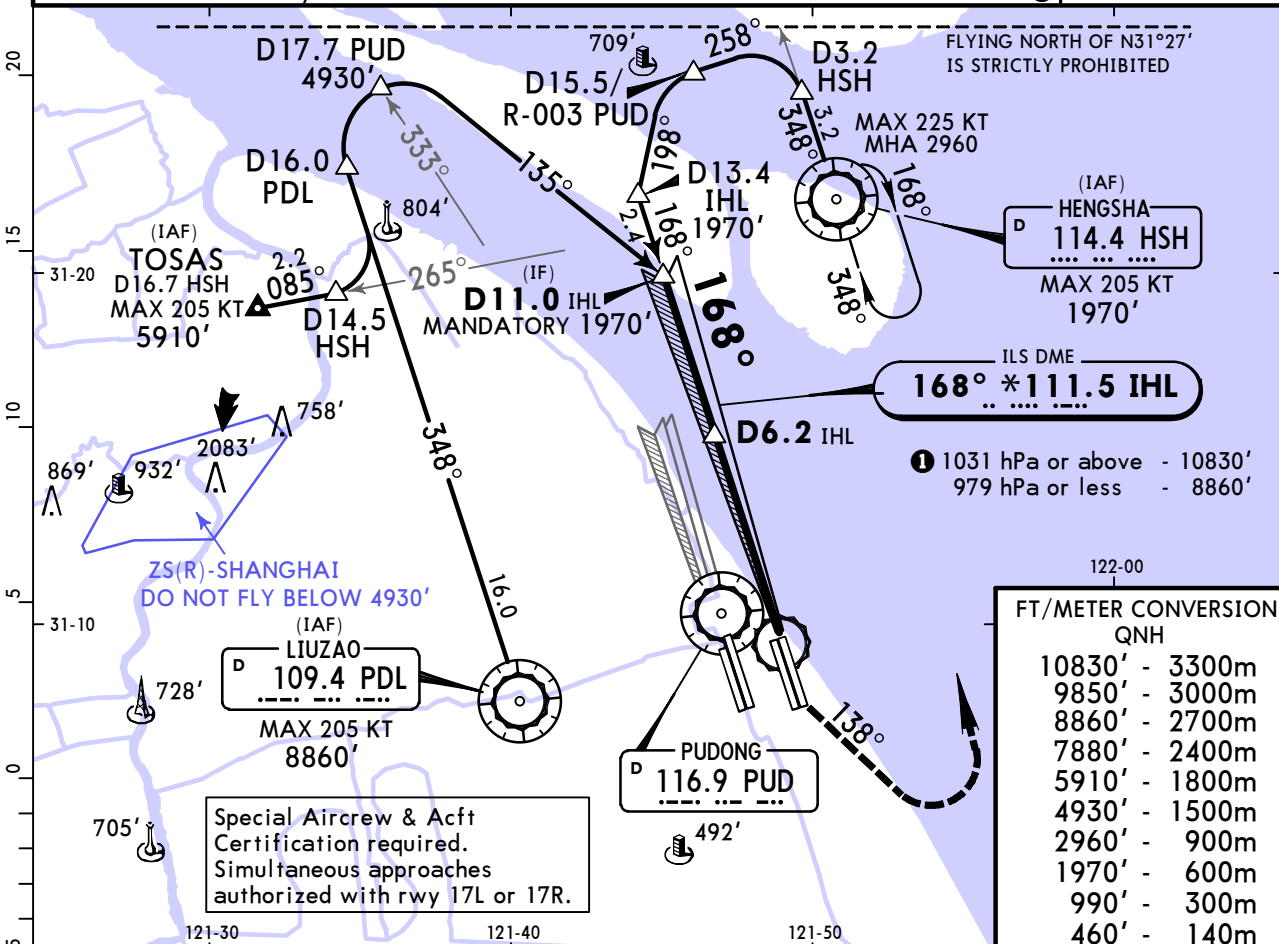 20
15
10
5
0
5
31-20
31-10
121-30
121-40
121-50
122-00
D17.7 PUD
4930'
709'
D15.5/
R-003 PUD
258°
D3.2
HSH
FLYING NORTH OF N31°27'
IS STRICTLY PROHIBITED
3.2
348°
MAX 225 KT
MHA 2960
168°
348°
(IAF)
HENGSHA
D 114.4 HSH
MAX 205 KT
1970'
333°
135°
198°
D16.0
PDL
804'
D13.4
IHL
1970'
2.4
168°
(IAF)
TOSAS
D16.7 HSH
MAX 205 KT
5910'
2.2
085°
265°
D14.5
HSH
(IF)
D11.0 IHL
MANDATORY 1970'
168°
ILS DME
168° *111.5 IHL
D6.2 IHL
❶ 1031 hPa or above - 10830'
979 hPa or less - 8860'
758'
2083'
932'
869'
348°
16.0
ZS(R)-SHANGHAI
DO NOT FLY BELOW 4930'
(IAF)
LIUZAO
D 109.4 PDL
MAX 205 KT
8860'
728'
705'
PUDONG
D 116.9 PUD
492'
138°
Special Aircrew & Acft
Certification required.
Simultaneous approaches
authorized with rwy 17L or 17R.
FT/METER CONVERSION
QNH
10830' - 3300m
9850' - 3000m
8860' - 2700m
7880' - 2400m
5910' - 1800m
4930' - 1500m
2960' - 900m
1970' - 600m
990' - 300m
460' - 140m